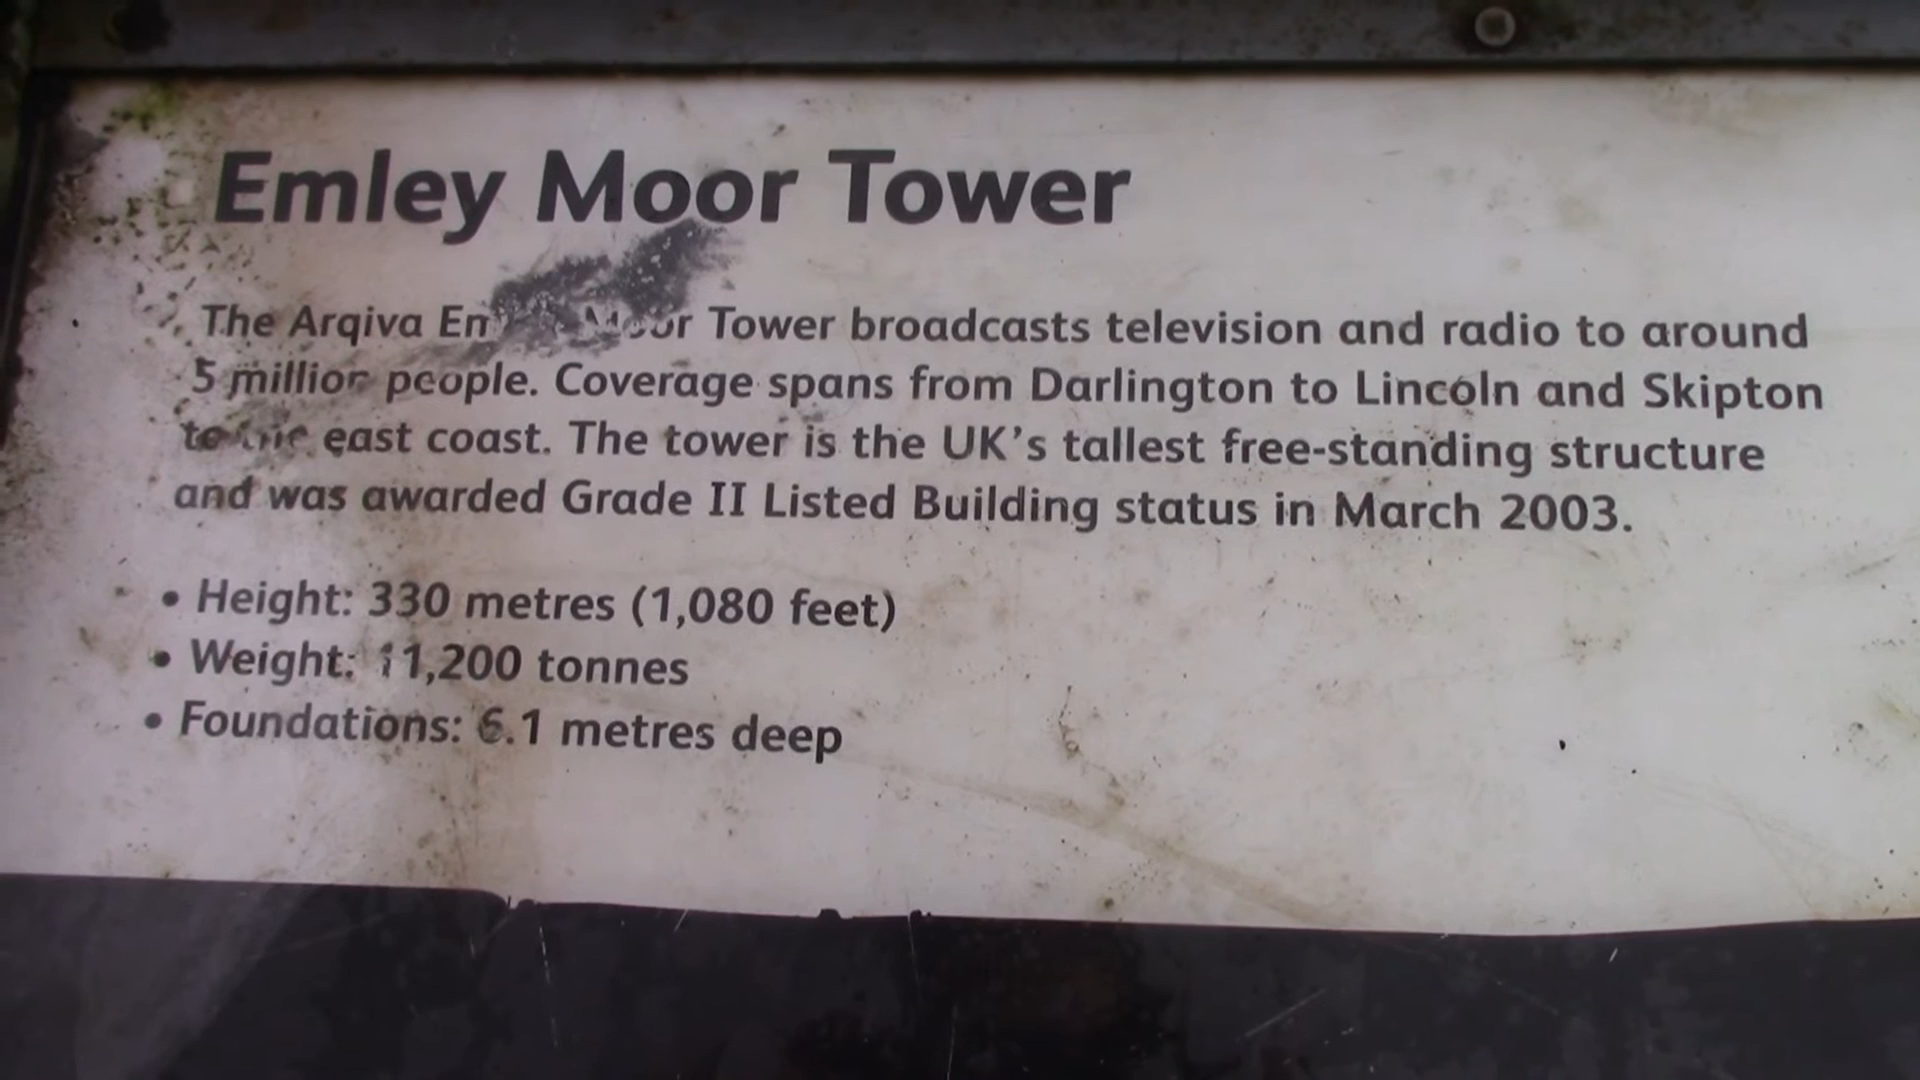 Emley Moor Tower
The Arqiva Moor Tower broadcasts television and radio to around
5 million people. Coverage spans from Darlington to Lincoln and Skipton
to the east coast. The tower is the UK's tallest free-standing structure
and was awarded Grade II Listed Building status in March 2003.
• Height: 330 metres (1,080 feet)
• Weight: 11,200 tonnes
• Foundations: 6.1 metres deep